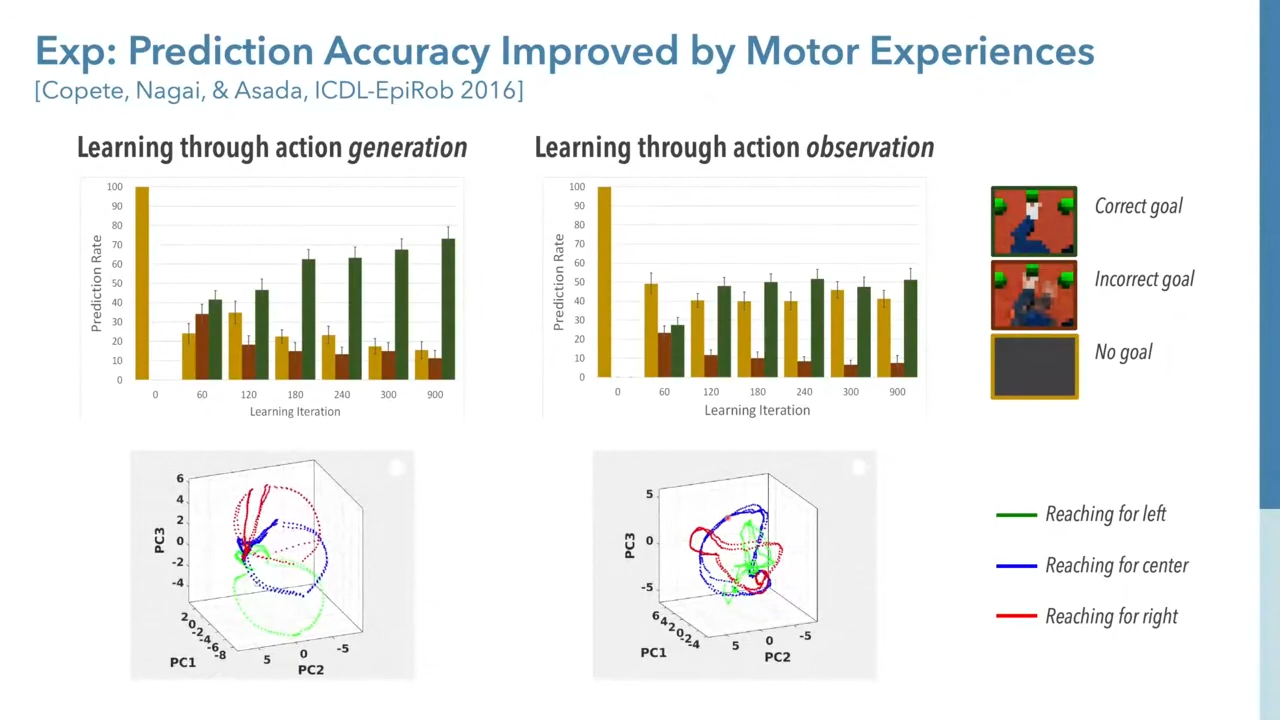 Exp: Prediction Accuracy Improved by Motor Experiences
[Copete, Nagai, & Asada, ICDL-EpiRob 2016]
Learning through action generation
Learning through action observation
Prediction Rate
100
90
80
70
60
50
40
30
20
10
0
0 60 120 180 240 300 900
Learning Iteration
Prediction Rate
100
90
80
70
60
50
40
30
20
10
0
0 60 120 180 240 300 900
Learning Iteration
Correct goal
Incorrect goal
No goal
PC3
6
4
2
0
-2
-4
2
0
-2
-4
-6
-8
PC1
5 0 -5
PC2
PC3
5
0
-5
6
4
2
0
-2
-4
PC1
5 0 -5
PC2
Reaching for left
Reaching for center
Reaching for right